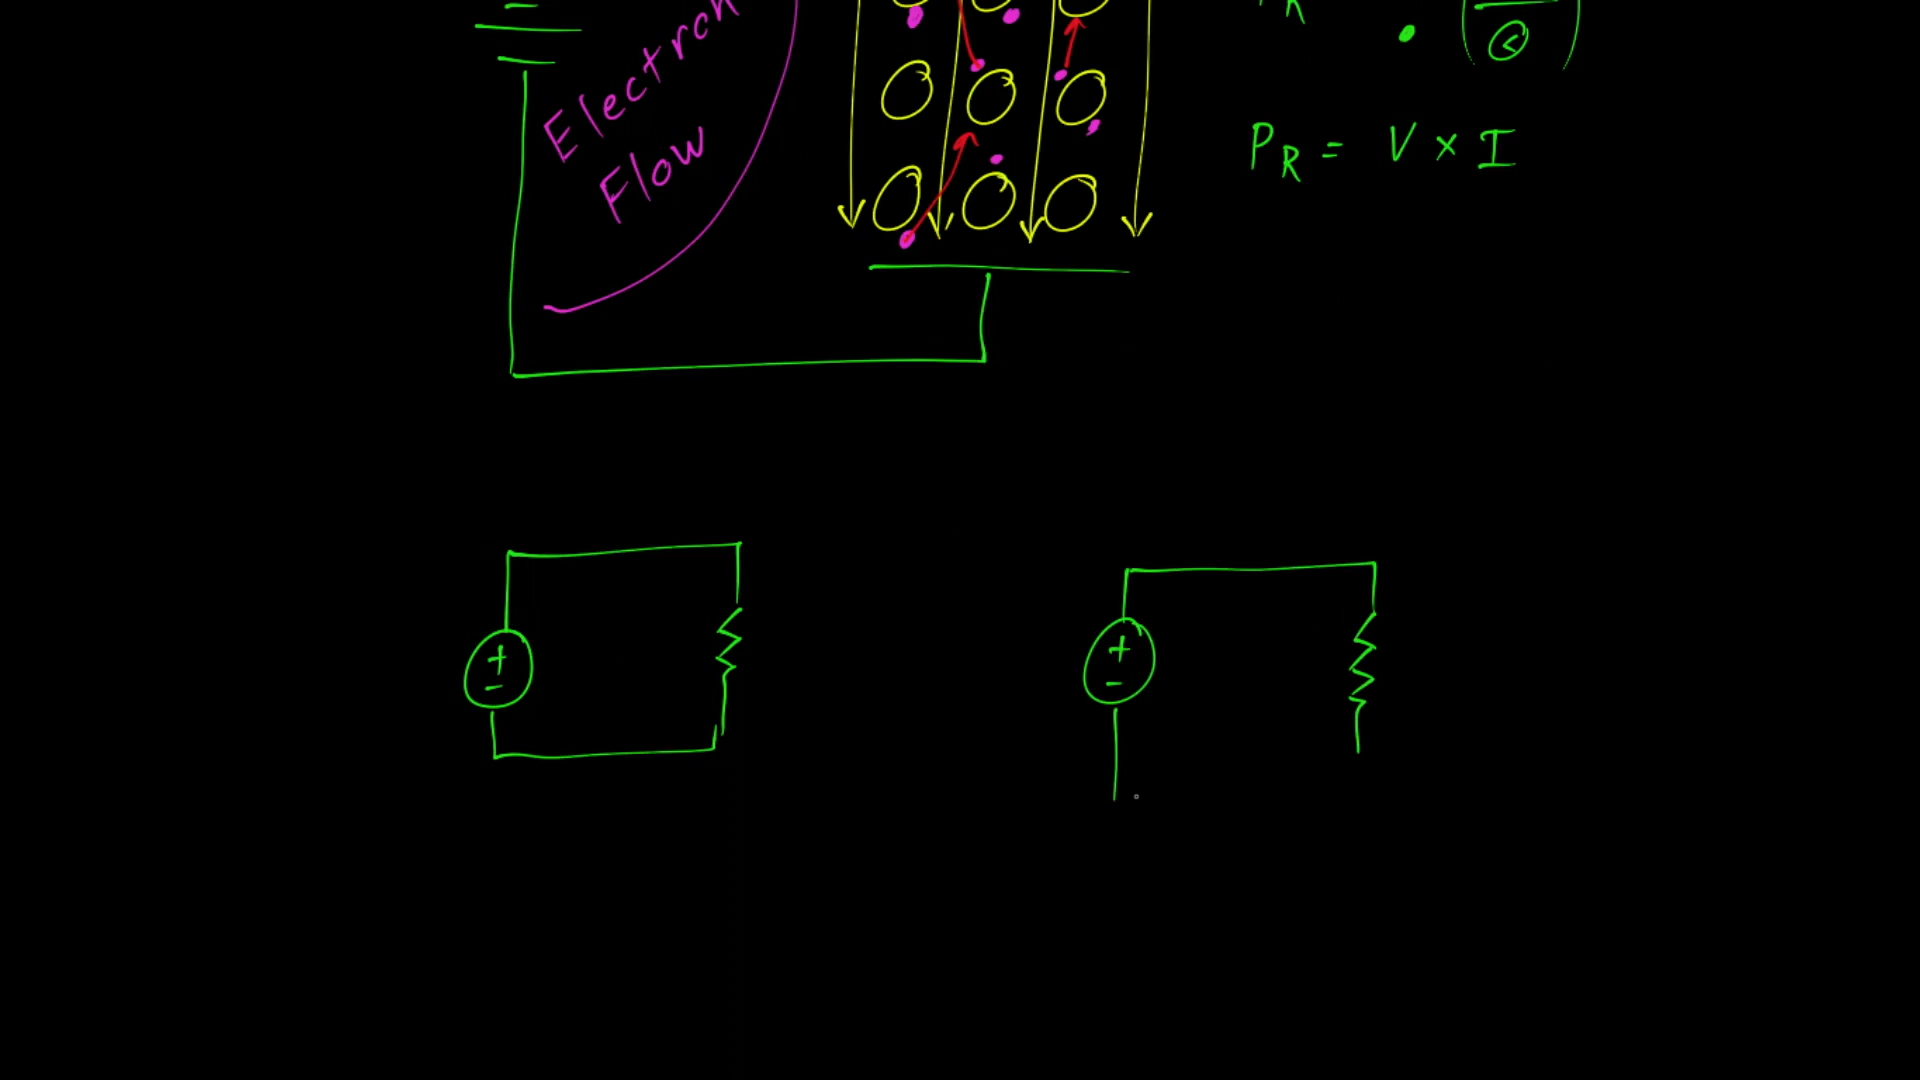 Electron
Flow
R
P_R = V × I
+
-
+
-